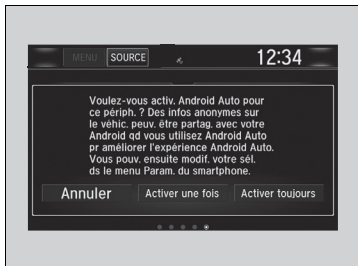 MENU SOURCE 12:34
Voulez-vous activ. Android Auto pour
ce périph. ? Des infos anonymes sur
le véhic. peuv. être partag. avec votre
Android qd vous utilisez Android Auto
pr améliorer l'expérience Android Auto.
Vous pouv. ensuite modif. votre sél.
ds le menu Param. du smartphone.
Annuler Activer une fois Activer toujours